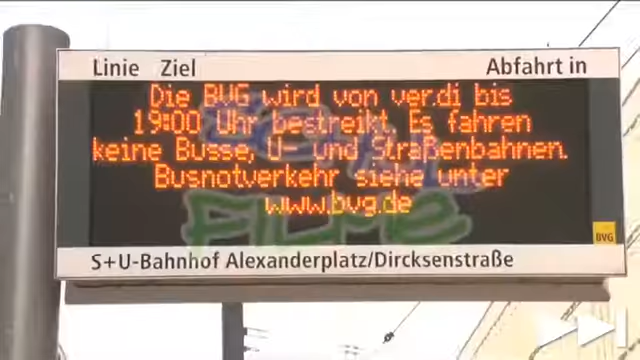 Linie Ziel Abfahrt in
Die BVG wird von ver.di bis
19:00 Uhr bestreikt. Es fahren
keine Busse, U- und Straßenbahnen.
Busnotverkehr siehe unter
www.bvg.de
BVG
S+U-Bahnhof Alexanderplatz/Dircksenstraße